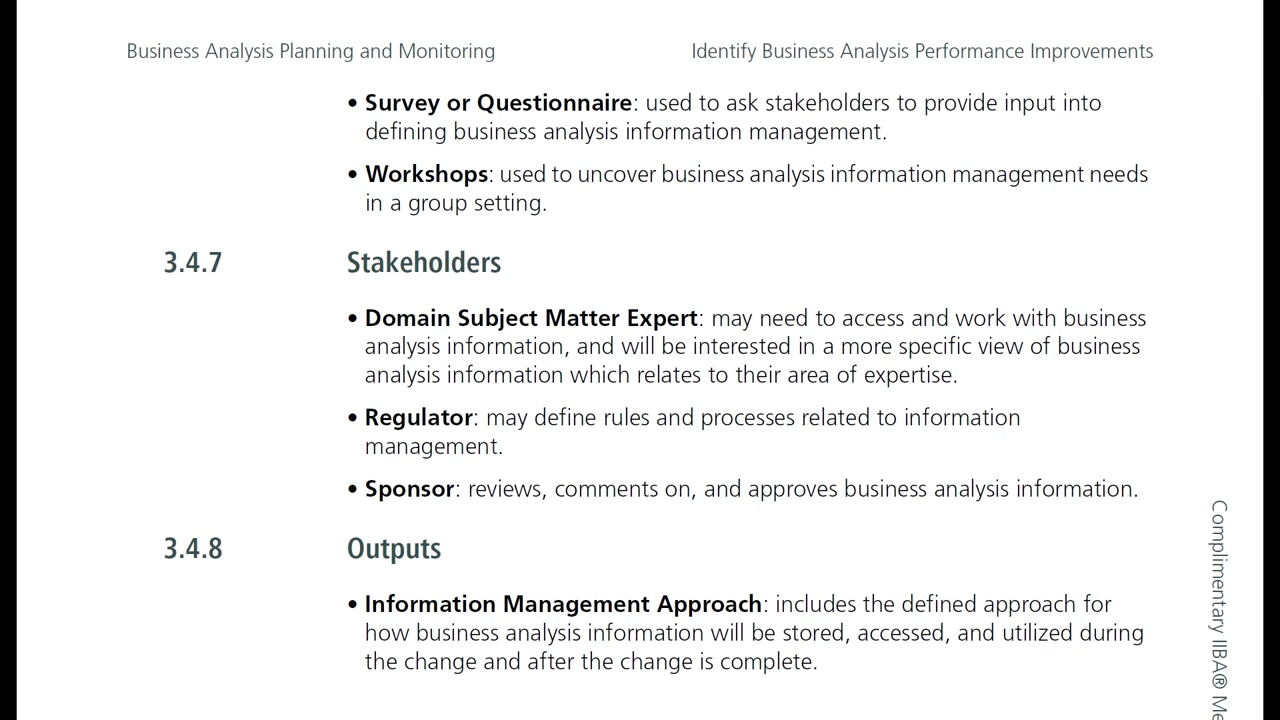 Business Analysis Planning and Monitoring Identify Business Analysis Performance Improvements
• Survey or Questionnaire: used to ask stakeholders to provide input into
defining business analysis information management.
• Workshops: used to uncover business analysis information management needs
in a group setting.
3.4.7 Stakeholders
• Domain Subject Matter Expert: may need to access and work with business
analysis information, and will be interested in a more specific view of business
analysis information which relates to their area of expertise.
• Regulator: may define rules and processes related to information
management.
• Sponsor: reviews, comments on, and approves business analysis information.
3.4.8 Outputs
• Information Management Approach: includes the defined approach for
how business analysis information will be stored, accessed, and utilized during
the change and after the change is complete.
Complimentary IIBA® Me